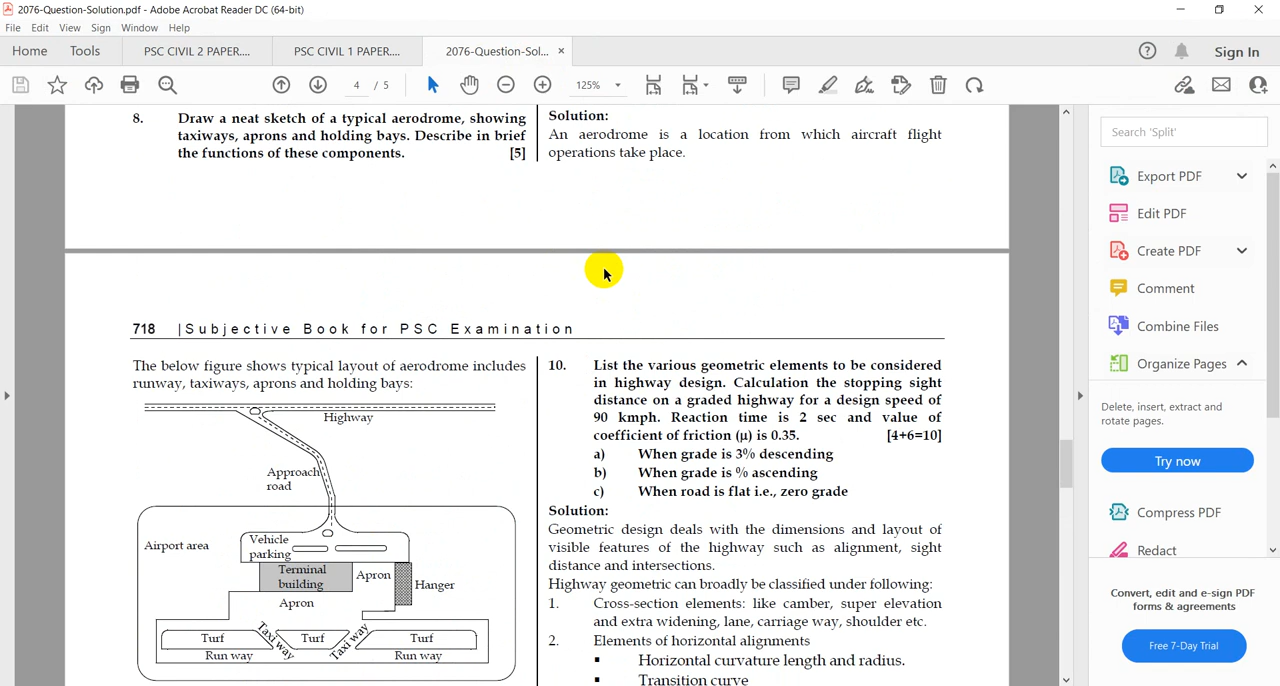 2076-Question-Solution.pdf - Adobe Acrobat Reader DC (64-bit)
File Edit View Sign Window Help
Home Tools PSC CIVIL 2 PAPER.... PSC CIVIL 1 PAPER.... 2076-Question-Sol... × Sign In
4 / 5 125%
8. Draw a neat sketch of a typical aerodrome, showing
taxiways, aprons and holding bays. Describe in brief
the functions of these components. [5]
Solution:
An aerodrome is a location from which aircraft flight
operations take place.
718 |Subjective Book for PSC Examination
The below figure shows typical layout of aerodrome includes
runway, taxiways, aprons and holding bays:
Highway
Approach
road
Airport area
Vehicle
parking
Terminal
building
Apron
Hanger
Apron
Turf Taxi way Turf Taxi way Turf
Run way Run way
10. List the various geometric elements to be considered
in highway design. Calculation the stopping sight
distance on a graded highway for a design speed of
90 kmph. Reaction time is 2 sec and value of
coefficient of friction (μ) is 0.35. [4+6=10]
a) When grade is 3% descending
b) When grade is % ascending
c) When road is flat i.e., zero grade
Solution:
Geometric design deals with the dimensions and layout of
visible features of the highway such as alignment, sight
distance and intersections.
Highway geometric can broadly be classified under following:
1. Cross-section elements: like camber, super elevation
and extra widening, lane, carriage way, shoulder etc.
2. Elements of horizontal alignments
▪ Horizontal curvature length and radius.
▪ Transition curve
Search 'Split'
Export PDF
Edit PDF
Create PDF
Comment
Combine Files
Organize Pages
Delete, insert, extract and
rotate pages.
Try now
Compress PDF
Redact
Convert, edit and e-sign PDF
forms & agreements
Free 7-Day Trial